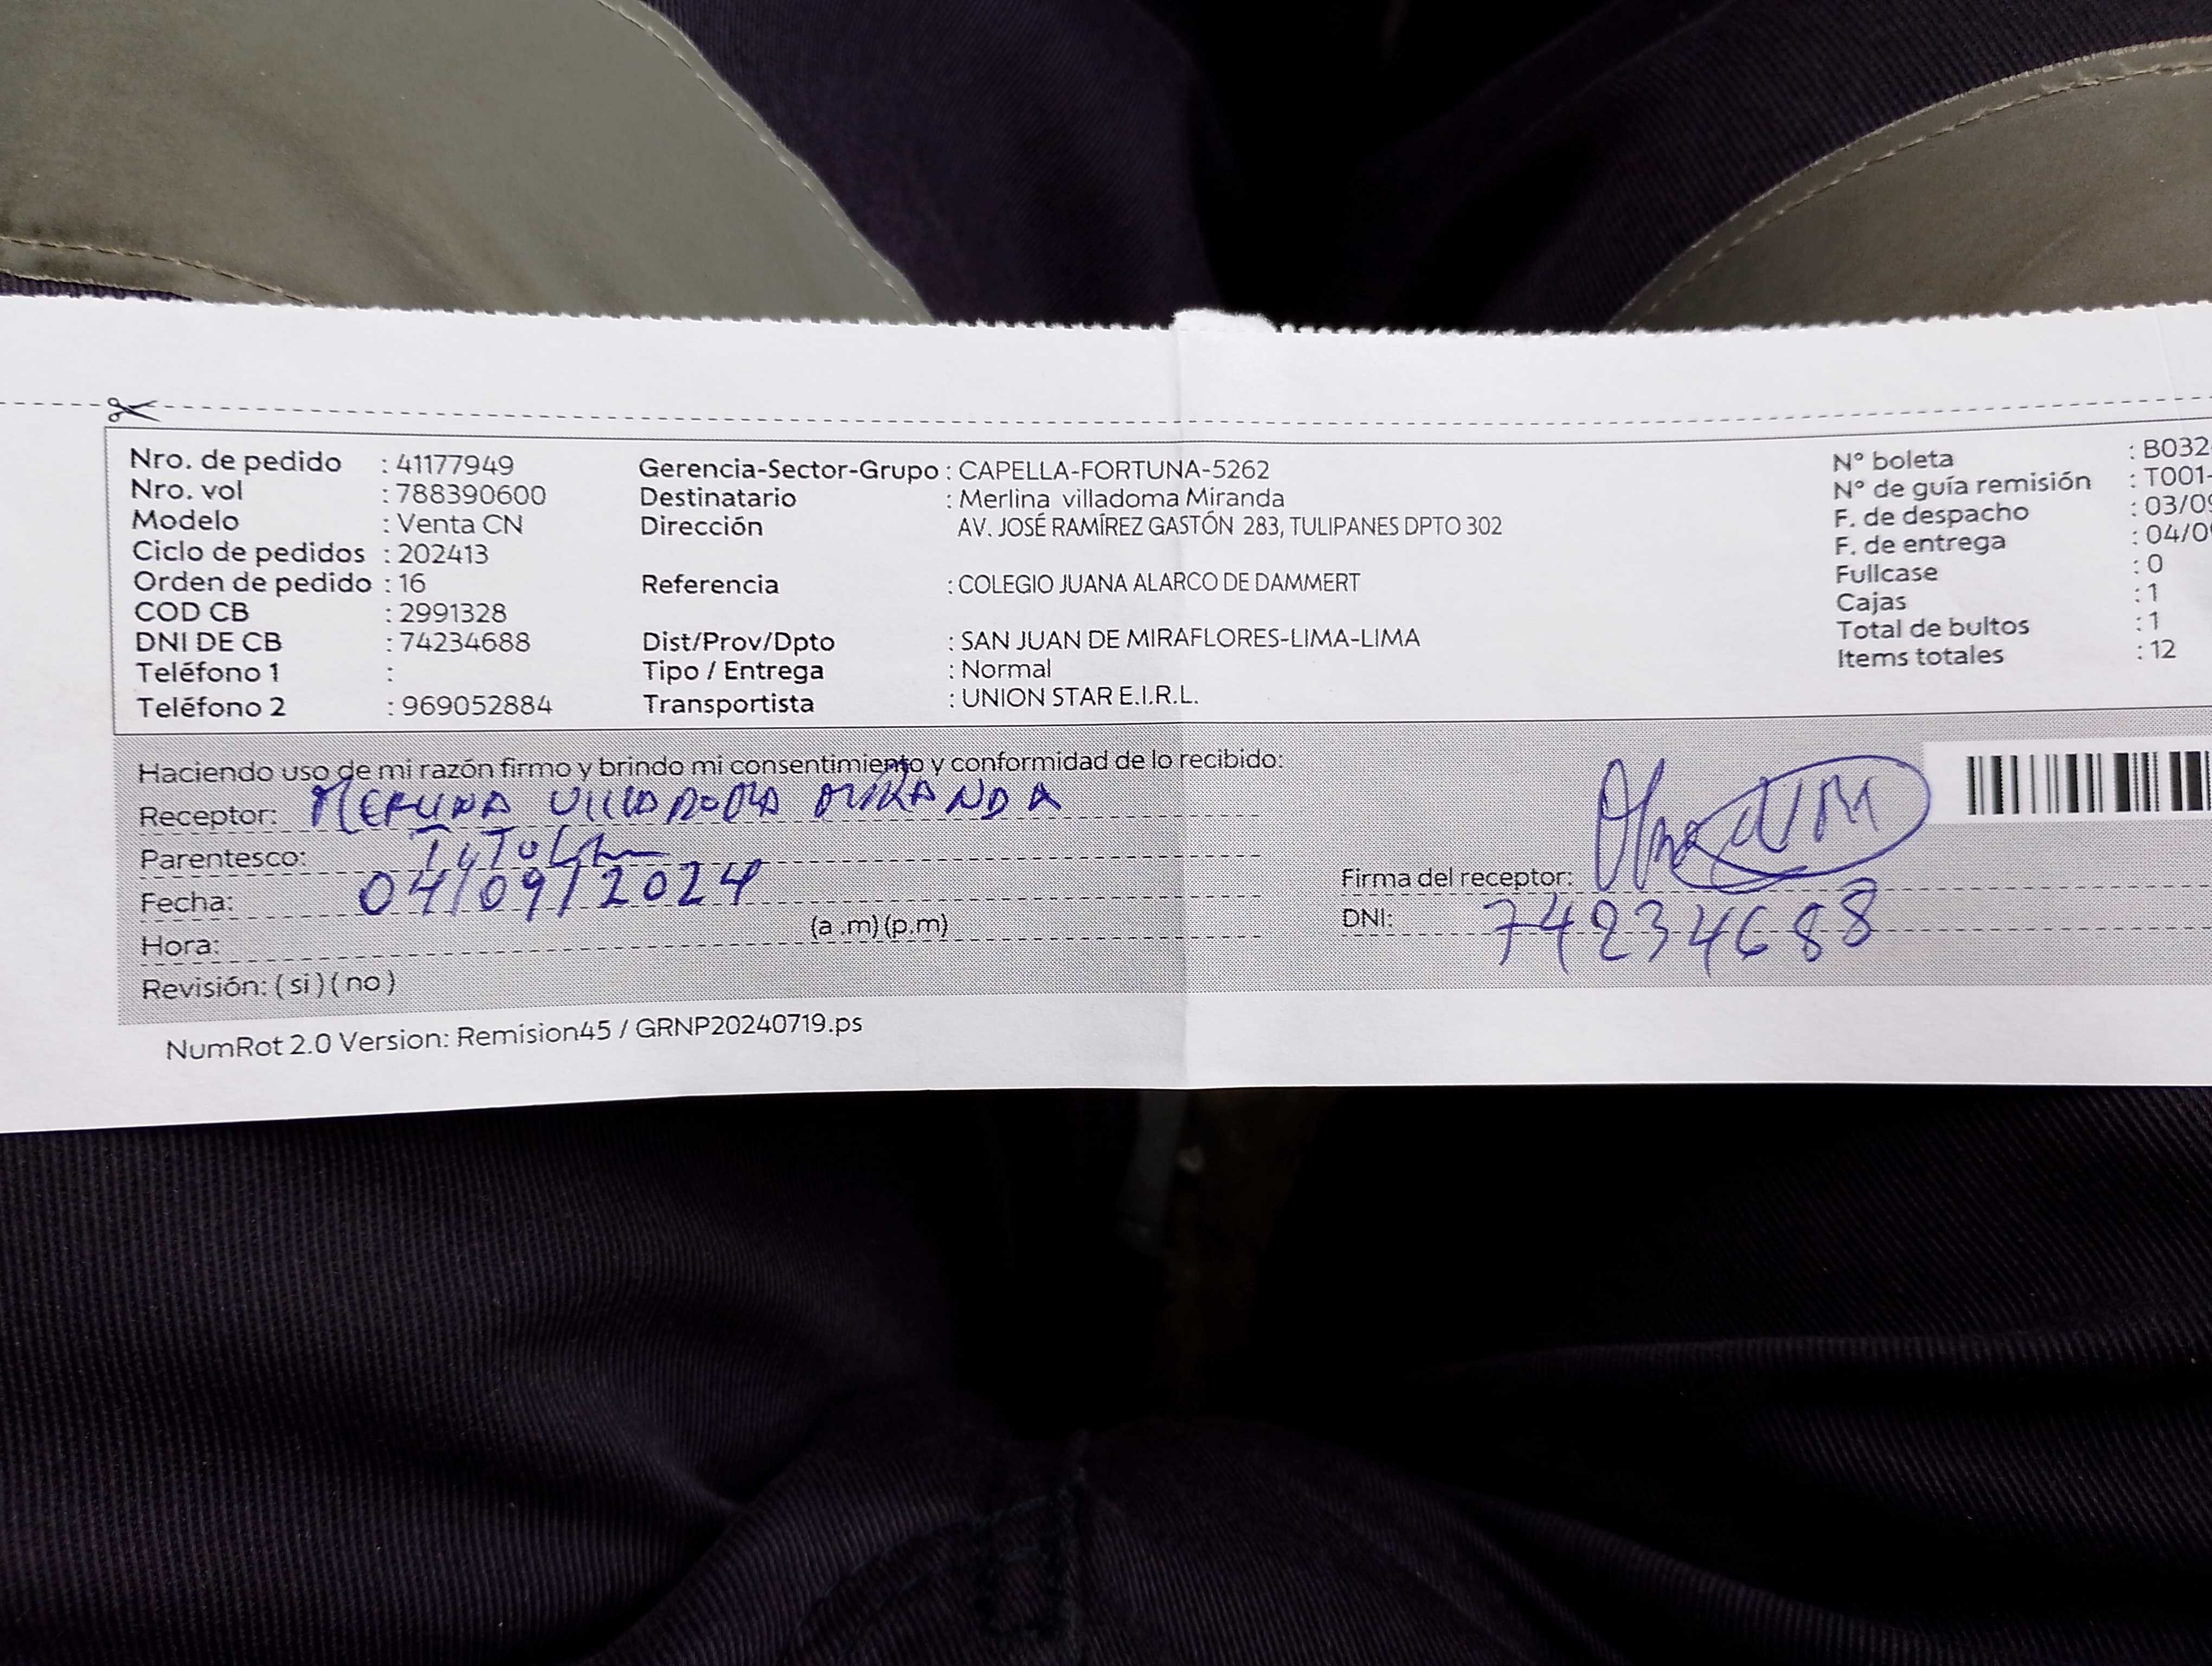 Nro. de pedido : 41177949
Nro. vol : 788390600
Modelo : Venta CN
Ciclo de pedidos : 202413
Orden de pedido : 16
COD CB : 2991328
DNI DE CB : 74234688
Teléfono 1 :
Teléfono 2 : 969052884
Gerencia-Sector-Grupo : CAPELLA-FORTUNA-5262
Destinatario : Merlina villadoma Miranda
Dirección AV. JOSÉ RAMÍREZ GASTÓN 283, TULIPANES DPTO 302
Referencia : COLEGIO JUANA ALARCO DE DAMMERT
Dist/Prov/Dpto : SAN JUAN DE MIRAFLORES-LIMA-LIMA
Tipo / Entrega : Normal
Transportista : UNION STAR E.I.R.L.
N° boleta : B032
N° de guía remisión : T001-
F. de despacho : 03/09
F. de entrega : 04/0
Fullcase : 0
Cajas : 1
Total de bultos : 1
Items totales : 12
Haciendo uso de mi razón firmo y brindo mi consentimiento y conformidad de lo recibido:
Receptor: MIRANDA
Parentesco:
Fecha: 04/09/2024
Hora: (a .m) (p.m)
Revisión: ( si ) ( no )
Firma del receptor:
DNI: 74234688
NumRot 2.0 Version: Remision45 / GRNP20240719.ps